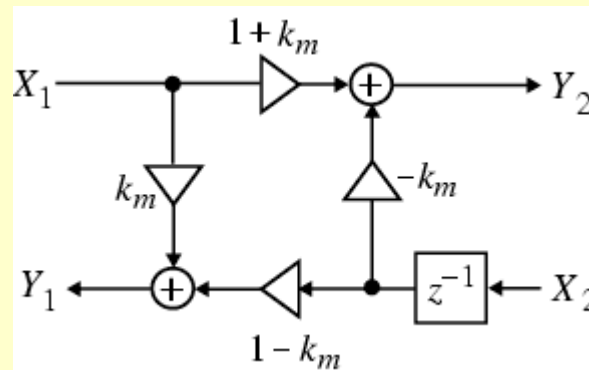 1 + k_m
X_1
Y_2
k_m
-k_m
Y_1
z^{-1}
X_2
1 - k_m